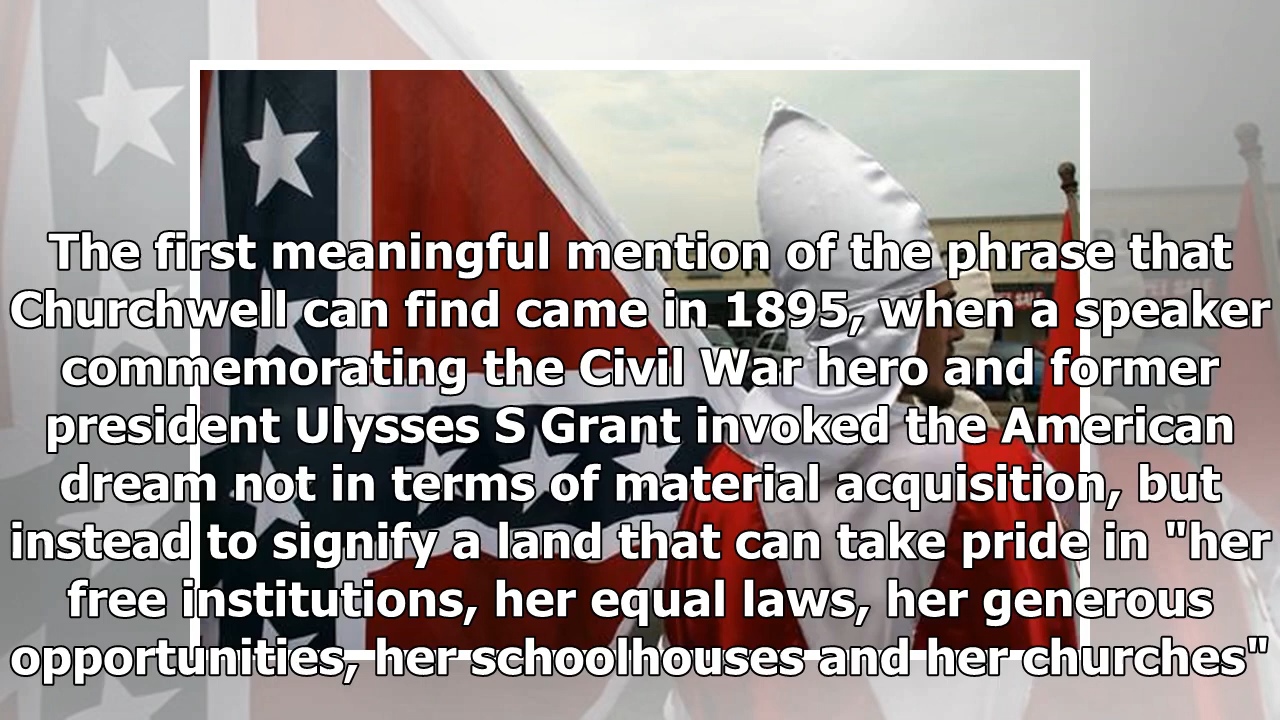 The first meaningful mention of the phrase that
Churchwell can find came in 1895, when a speaker
commemorating the Civil War hero and former
president Ulysses S Grant invoked the American
dream not in terms of material acquisition, but
instead to signify a land that can take pride in "her
free institutions, her equal laws, her generous
opportunities, her schoolhouses and her churches"